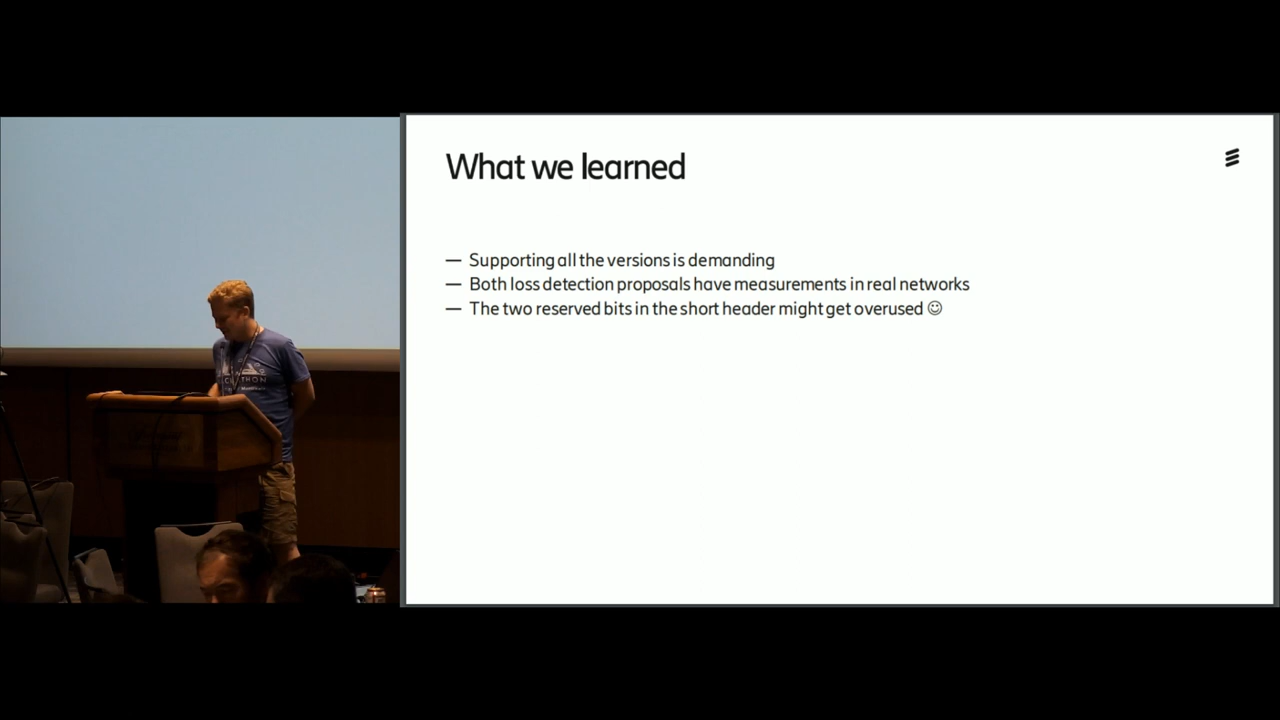 What we learned
— Supporting all the versions is demanding
— Both loss detection proposals have measurements in real networks
— The two reserved bits in the short header might get overused ☺